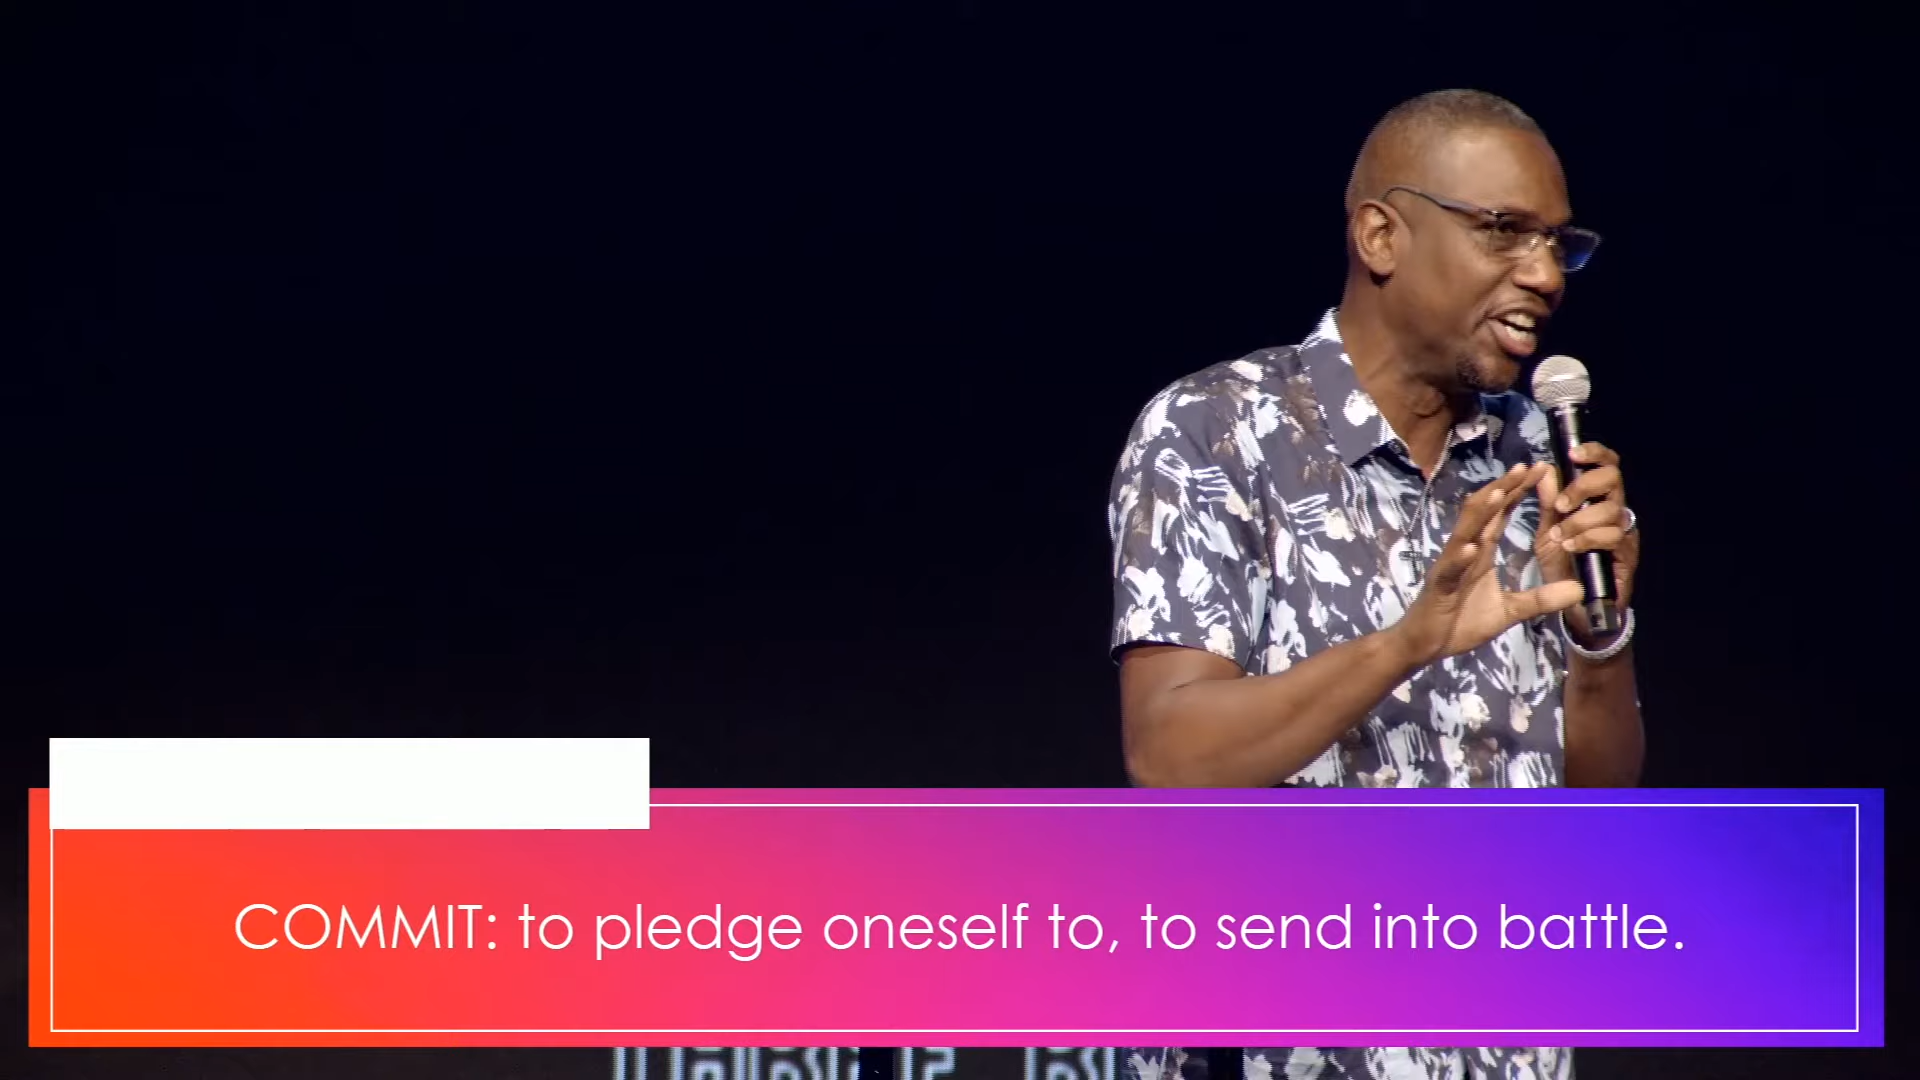 COMMIT: to pledge oneself to, to send into battle.